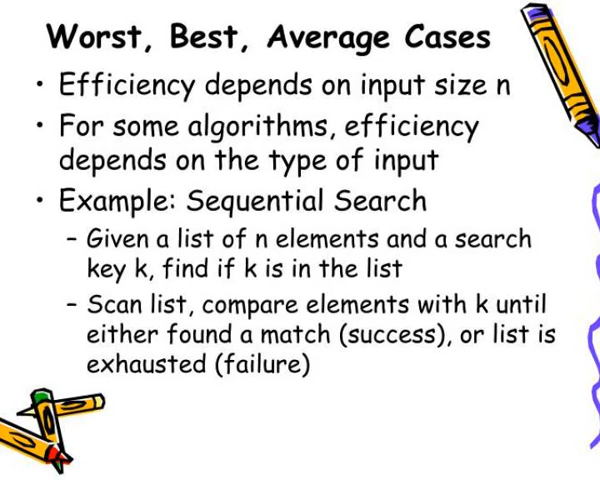 Worst, Best, Average Cases
• Efficiency depends on input size n
• For some algorithms, efficiency
depends on the type of input
• Example: Sequential Search
– Given a list of n elements and a search
key k, find if k is in the list
– Scan list, compare elements with k until
either found a match (success), or list is
exhausted (failure)